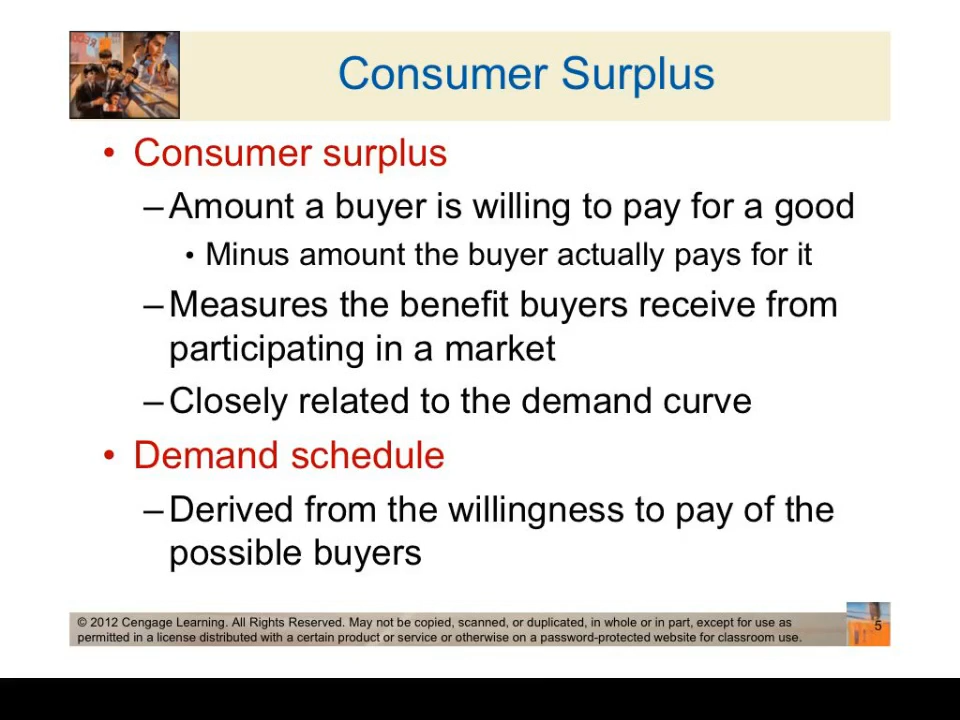 Consumer Surplus
• Consumer surplus
– Amount a buyer is willing to pay for a good
• Minus amount the buyer actually pays for it
– Measures the benefit buyers receive from
participating in a market
– Closely related to the demand curve
• Demand schedule
– Derived from the willingness to pay of the
possible buyers
© 2012 Cengage Learning. All Rights Reserved. May not be copied, scanned, or duplicated, in whole or in part, except for use as
permitted in a license distributed with a certain product or service or otherwise on a password-protected website for classroom use.
5